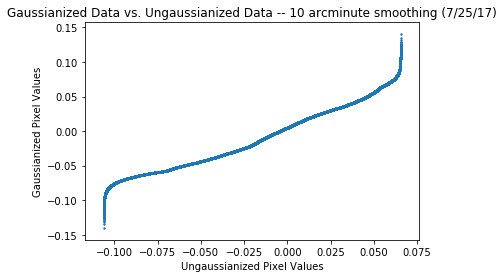 Gaussianized Data vs. Ungaussianized Data -- 10 arcminute smoothing (7/25/17)
0.15
0.10
0.05
0.00
−0.05
−0.10
−0.15
Gaussianized Pixel Values
−0.100 −0.075 −0.050 −0.025 0.000 0.025 0.050 0.075
Ungaussianized Pixel Values